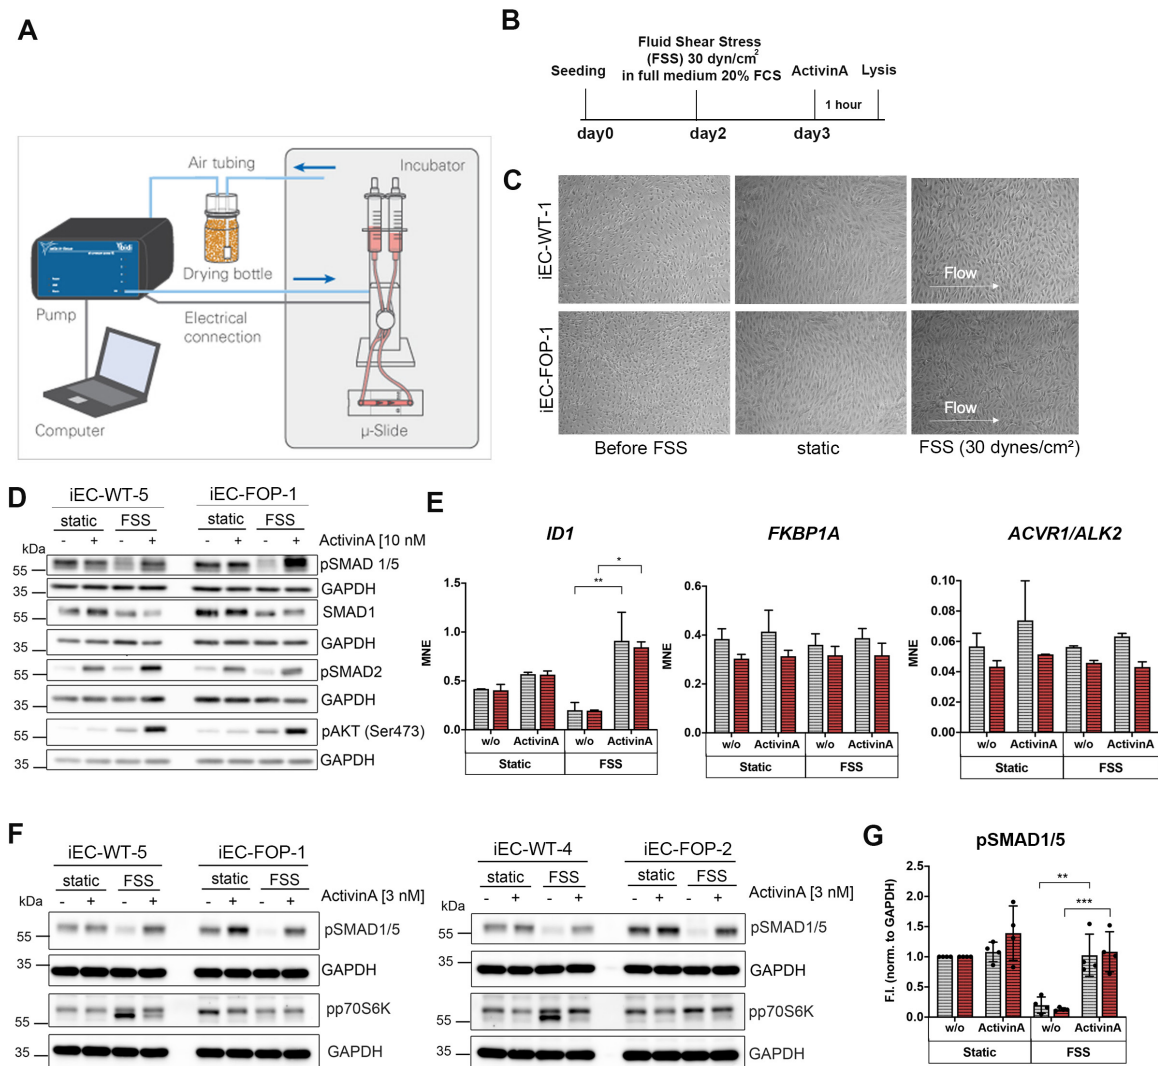 A
Air tubing
Incubator
Drying bottle
Pump
Electrical
connection
Computer
µ-Slide
ibidi
B
Fluid Shear Stress
(FSS) 30 dyn/cm²
in full medium 20% FCS
Seeding
ActivinA
Lysis
1 hour
day0
day2
day3
C
iEC-WT-1
iEC-FOP-1
Flow
Flow
Before FSS
static
FSS (30 dynes/cm²)
D
iEC-WT-5
iEC-FOP-1
static FSS static FSS
- + - + - + - + ActivinA [10 nM
kDa
55 pSMAD 1/5
35 GAPDH
55 SMAD1
35 GAPDH
55 pSMAD2
35 GAPDH
55 pAKT (Ser473)
35 GAPDH
E
ID1
MNE
1.5
1.0
0.5
0.0
**
*
w/o ActivinA w/o ActivinA
Static FSS
FKBP1A
MNE
0.6
0.4
0.2
0.0
w/o ActivinA w/o ActivinA
Static FSS
ACVR1/ALK2
MNE
0.10
0.08
0.06
0.04
0.02
0.00
w/o ActivinA w/o ActivinA
Static FSS
F
iEC-WT-5 iEC-FOP-1
static FSS static FSS
- + - + - + - + ActivinA [3 nM]
kDa
55 pSMAD1/5
35 GAPDH
55 pp70S6K
35 GAPDH
iEC-WT-4 iEC-FOP-2
static FSS static FSS
- + - + - + - + ActivinA [3 nM]
kDa
55 pSMAD1/5
35 GAPDH
55 pp70S6K
35 GAPDH
G
pSMAD1/5
F.I. (norm. to GAPDH)
2.5
2.0
1.5
1.0
0.5
0.0
**
***
w/o ActivinA w/o ActivinA
Static FSS